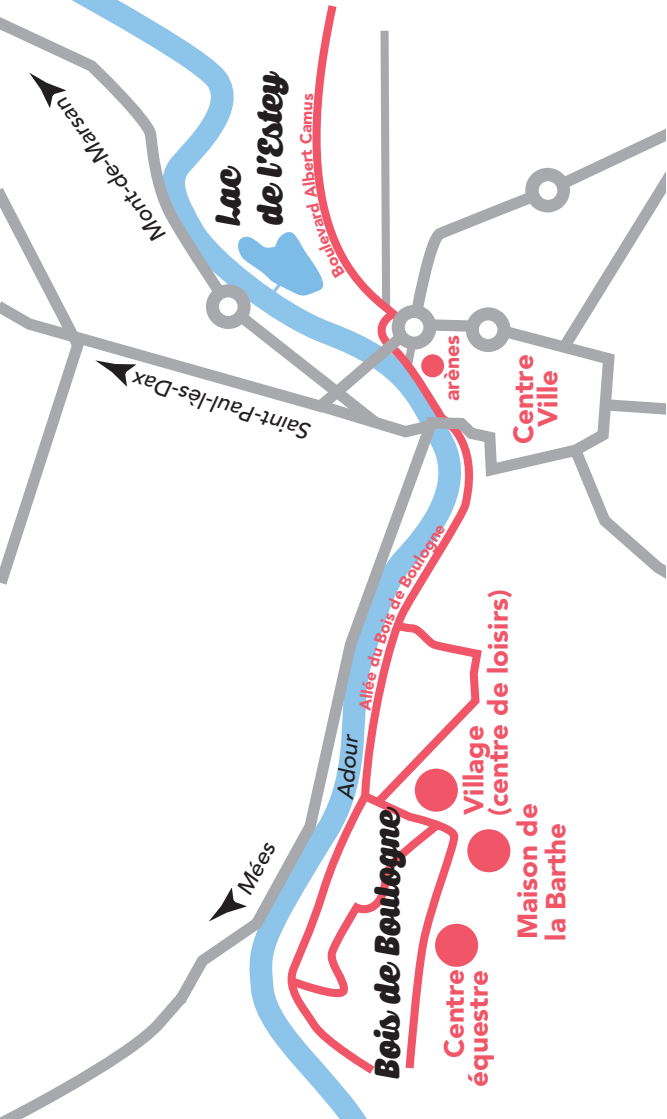 Mont-de-Marsan
Lac
de l'Estey
Boulevard Albert Camus
Saint-Paul-lès-Dax
arènes
Centre
Ville
Allée du Bois de Boulogne
Adour
Mées
Bois de Boulogne
Village
(centre de loisirs)
Maison de
la Barthe
Centre
équestre